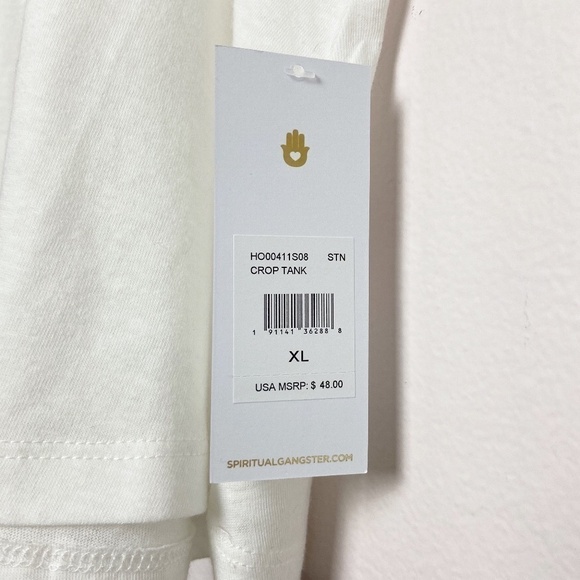 HO00411S08 STN
CROP TANK
1 91141 36288 8
XL
USA MSRP: $ 48.00
SPIRITUALGANGSTER.COM